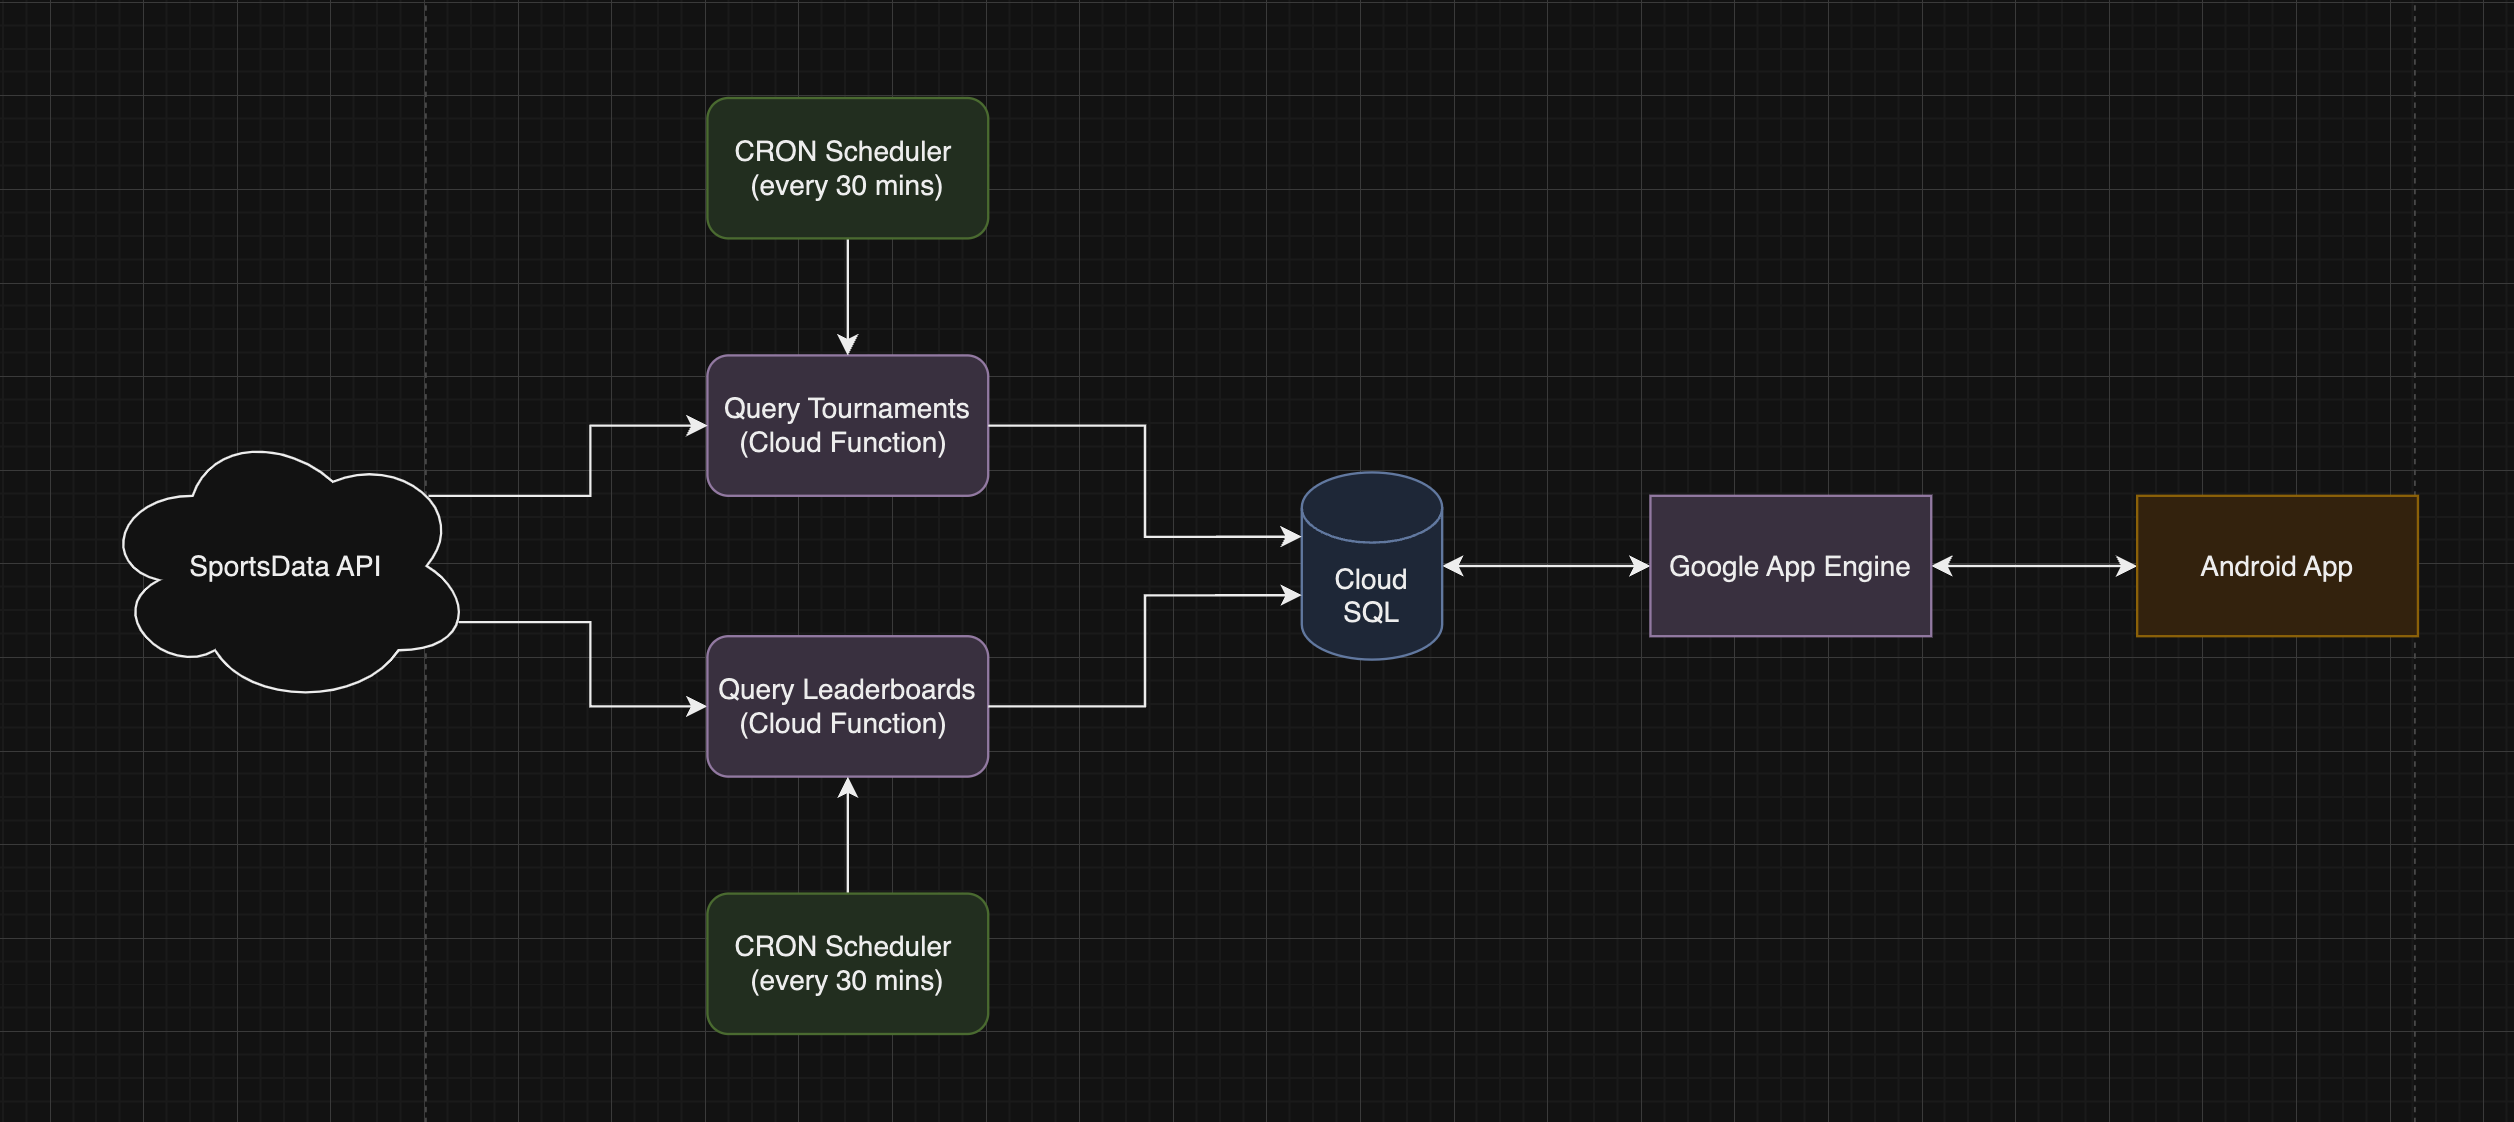 CRON Scheduler
(every 30 mins)
Query Tournaments
(Cloud Function)
SportsData API
Cloud
SQL
Google App Engine
Android App
Query Leaderboards
(Cloud Function)
CRON Scheduler
(every 30 mins)